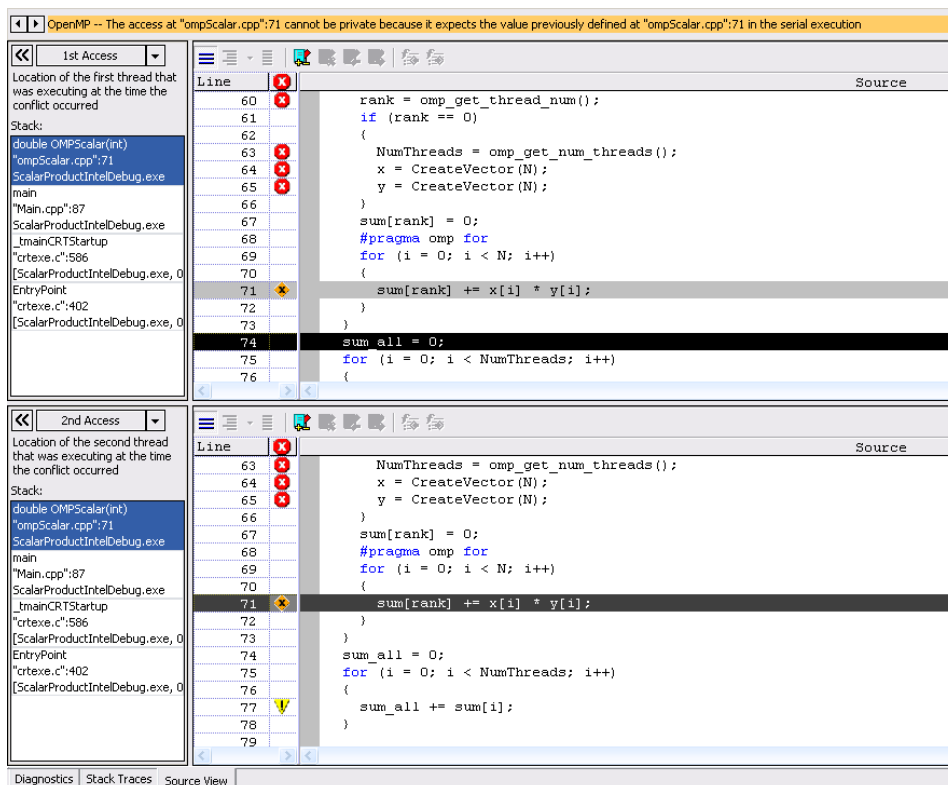 OpenMP -- The access at "ompScalar.cpp":71 cannot be private because it expects the value previously defined at "ompScalar.cpp":71 in the serial execution
1st Access
Location of the first thread that
was executing at the time the
conflict occurred
Stack:
double OMPScalar(int)
"ompScalar.cpp":71
ScalarProductIntelDebug.exe
main
"Main.cpp":87
ScalarProductIntelDebug.exe
_tmainCRTStartup
"crtexe.c":586
[ScalarProductIntelDebug.exe, 0
EntryPoint
"crtexe.c":402
[ScalarProductIntelDebug.exe, 0
Line Source
60 rank = omp_get_thread_num();
61 if (rank == 0)
62 {
63 NumThreads = omp_get_num_threads();
64 x = CreateVector(N);
65 y = CreateVector(N);
66 }
67 sum[rank] = 0;
68 #pragma omp for
69 for (i = 0; i < N; i++)
70 {
71 sum[rank] += x[i] * y[i];
72 }
73 }
74 sum_all = 0;
75 for (i = 0; i < NumThreads; i++)
76 {
2nd Access
Location of the second thread
that was executing at the time
the conflict occurred
Stack:
double OMPScalar(int)
"ompScalar.cpp":71
ScalarProductIntelDebug.exe
main
"Main.cpp":87
ScalarProductIntelDebug.exe
_tmainCRTStartup
"crtexe.c":586
[ScalarProductIntelDebug.exe, 0
EntryPoint
"crtexe.c":402
[ScalarProductIntelDebug.exe, 0
Line Source
63 NumThreads = omp_get_num_threads();
64 x = CreateVector(N);
65 y = CreateVector(N);
66 }
67 sum[rank] = 0;
68 #pragma omp for
69 for (i = 0; i < N; i++)
70 {
71 sum[rank] += x[i] * y[i];
72 }
73 }
74 sum_all = 0;
75 for (i = 0; i < NumThreads; i++)
76 {
77 sum_all += sum[i];
78 }
79
Diagnostics Stack Traces Source View